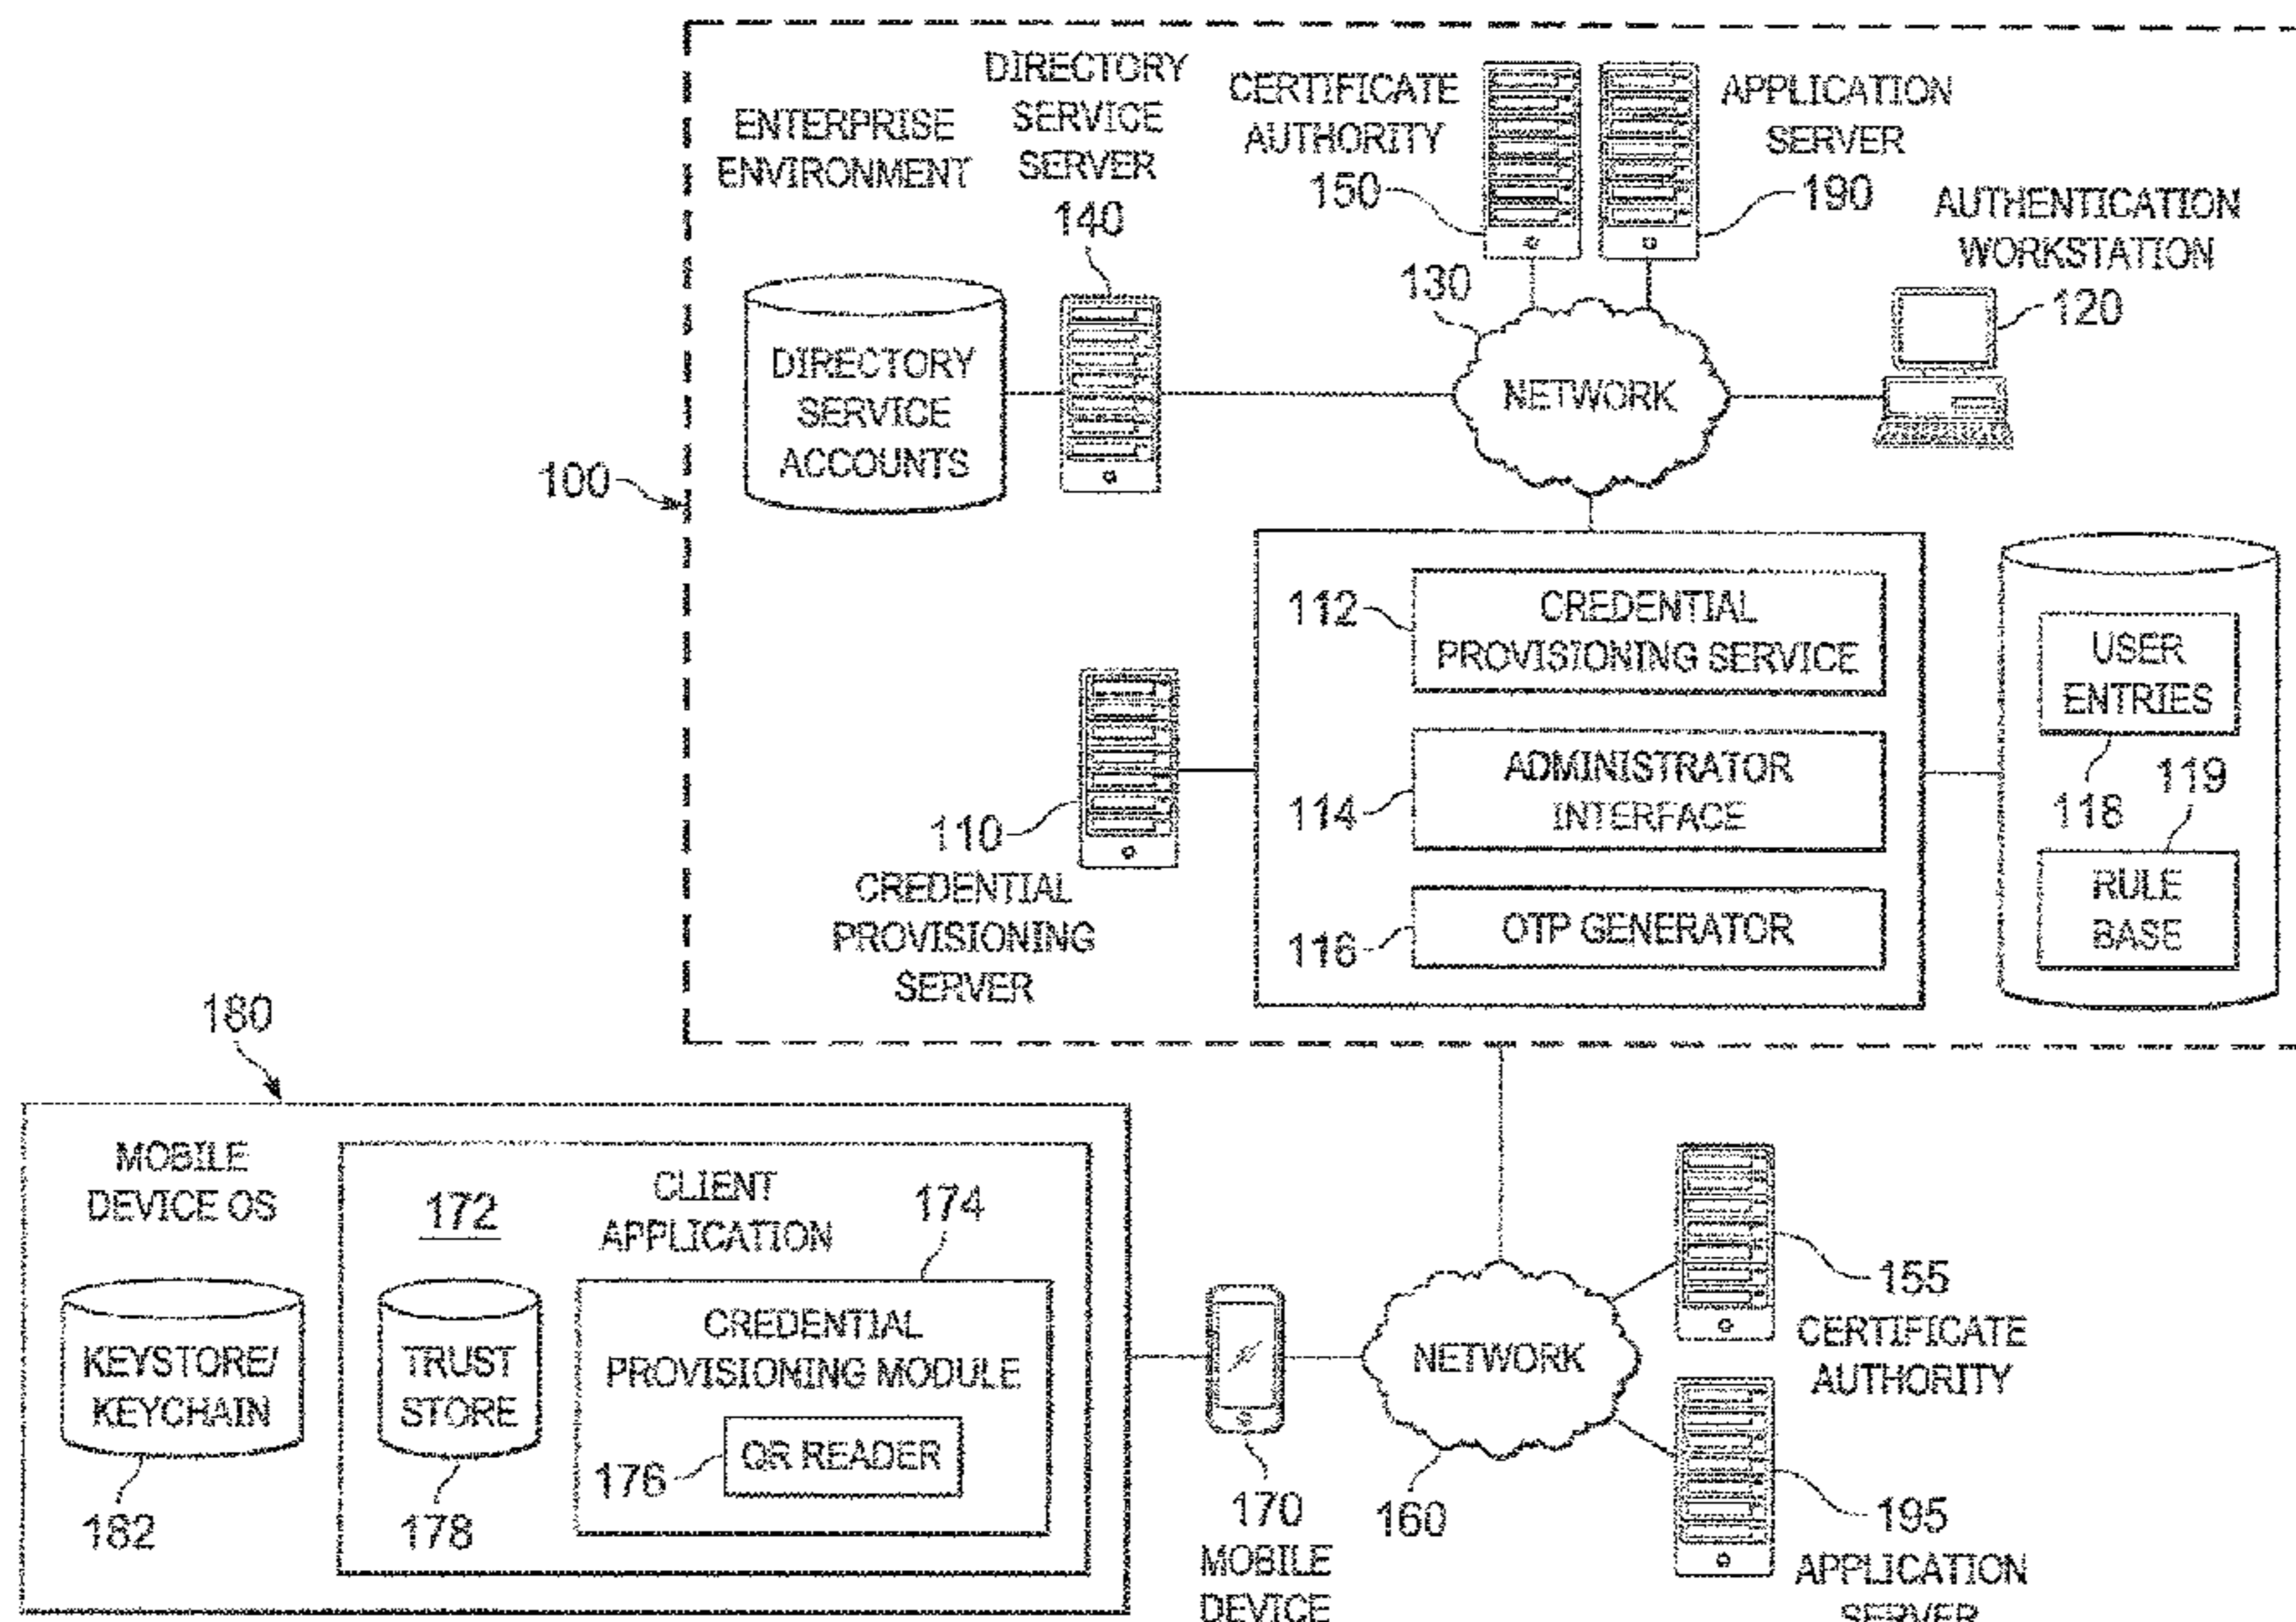 ENTERPRISE
ENVIRONMENT
DIRECTORY
SERVICE
SERVER
140
CERTIFICATE
AUTHORITY
150
APPLICATION
SERVER
190
AUTHENTICATION
WORKSTATION
120
130
NETWORK
DIRECTORY
SERVICE
ACCOUNTS
100
112
CREDENTIAL
PROVISIONING SERVICE
114
ADMINISTRATOR
INTERFACE
116
OTP GENERATOR
USER
ENTRIES
118
119
RULE
BASE
110
CREDENTIAL
PROVISIONING
SERVER
180
MOBILE
DEVICE OS
KEYSTORE/
KEYCHAIN
182
172
CLIENT
APPLICATION
174
TRUST
STORE
178
CREDENTIAL
PROVISIONING MODULE
176
QR READER
170
MOBILE
DEVICE
NETWORK
160
155
CERTIFICATE
AUTHORITY
195
APPLICATION
SERVER